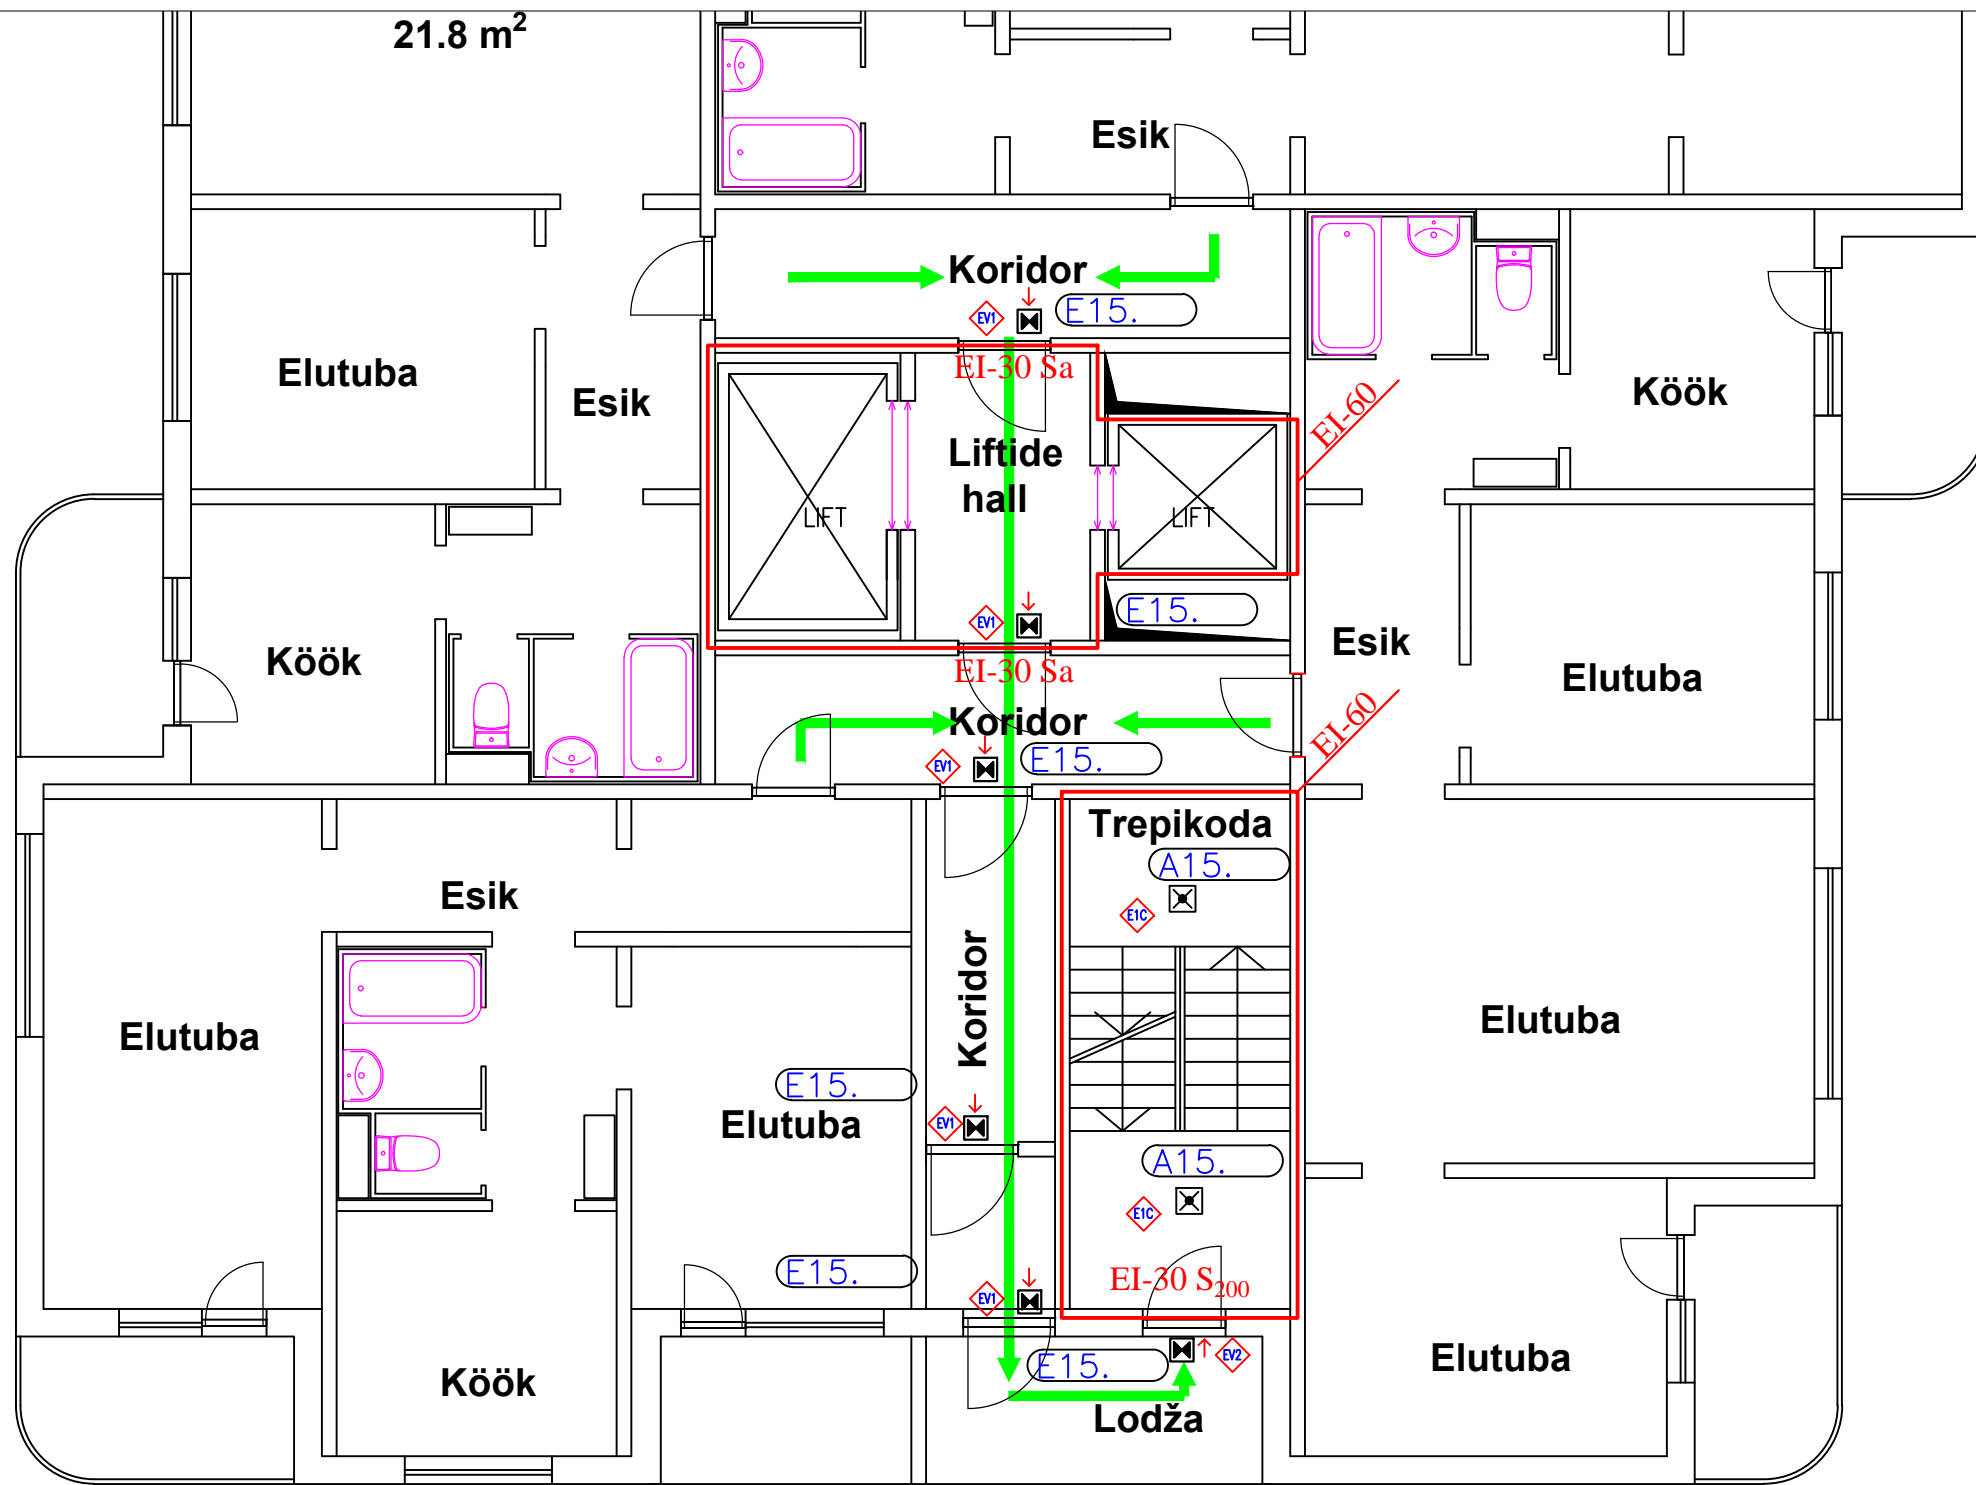 21.8 m²
Esik
Koridor
EV1
E15.
EI-30 Sa
Elutuba
Esik
EI-60
Köök
Liftide
hall
LIFT
LIFT
EV1
E15.
Esik
Köök
EI-30 Sa
Elutuba
Koridor
EI-60
EV1
E15.
Trepikoda
A15.
Esik
E1C
Koridor
Elutuba
Elutuba
E15.
Elutuba
EV1
A15.
E1C
E15.
EI-30 S₂₀₀
EV1
E15.
EV2
Elutuba
Köök
Lodža